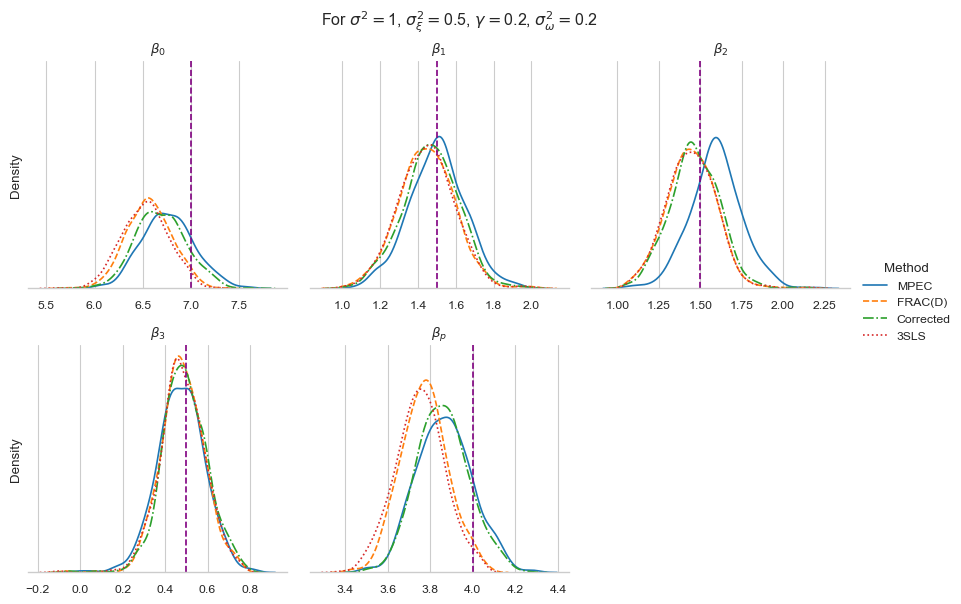 For σ² = 1, σ²_ξ = 0.5, γ = 0.2, σ²_ω = 0.2
β₀
β₁
β₂
Density
5.5 6.0 6.5 7.0 7.5
1.0 1.2 1.4 1.6 1.8 2.0
1.00 1.25 1.50 1.75 2.00 2.25
Method
MPEC
FRAC(D)
Corrected
3SLS
β₃
βₚ
Density
−0.2 0.0 0.2 0.4 0.6 0.8
3.4 3.6 3.8 4.0 4.2 4.4